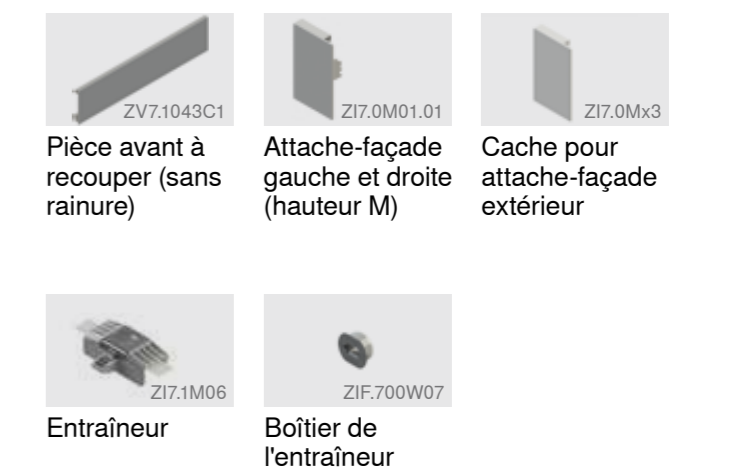 ZV7.1043C1
Pièce avant à
recouper (sans
rainure)
ZI7.0M01.01
Attache-façade
gauche et droite
(hauteur M)
ZI7.0Mx3
Cache pour
attache-façade
extérieur
ZI7.1M06
Entraîneur
ZIF.700W07
Boîtier de
l'entraîneur